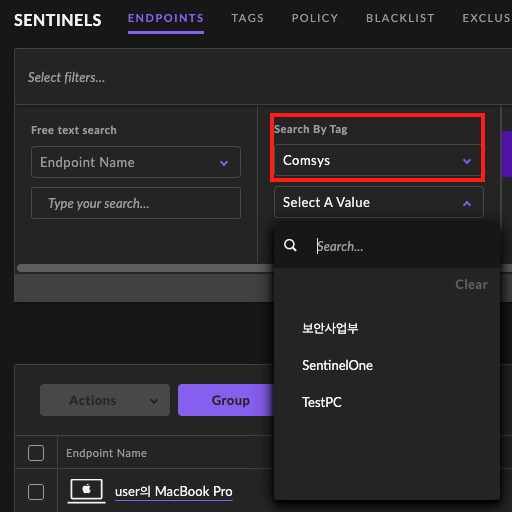 SENTINELS ENDPOINTS TAGS POLICY BLACKLIST EXCLUS
Select filters...
Free text search
Endpoint Name
Type your search...
Search By Tag
Comsys
Select A Value
Search...
Clear
보안사업부
SentinelOne
TestPC
Actions
Group
Endpoint Name
user의 MacBook Pro